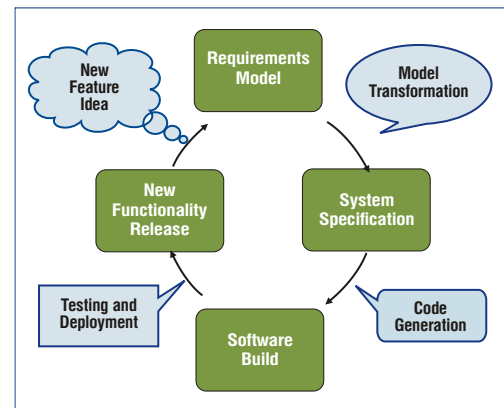 New
Feature
Idea
Requirements
Model
Model
Transformation
New
Functionality
Release
System
Specification
Testing and
Deployment
Code
Generation
Software
Build